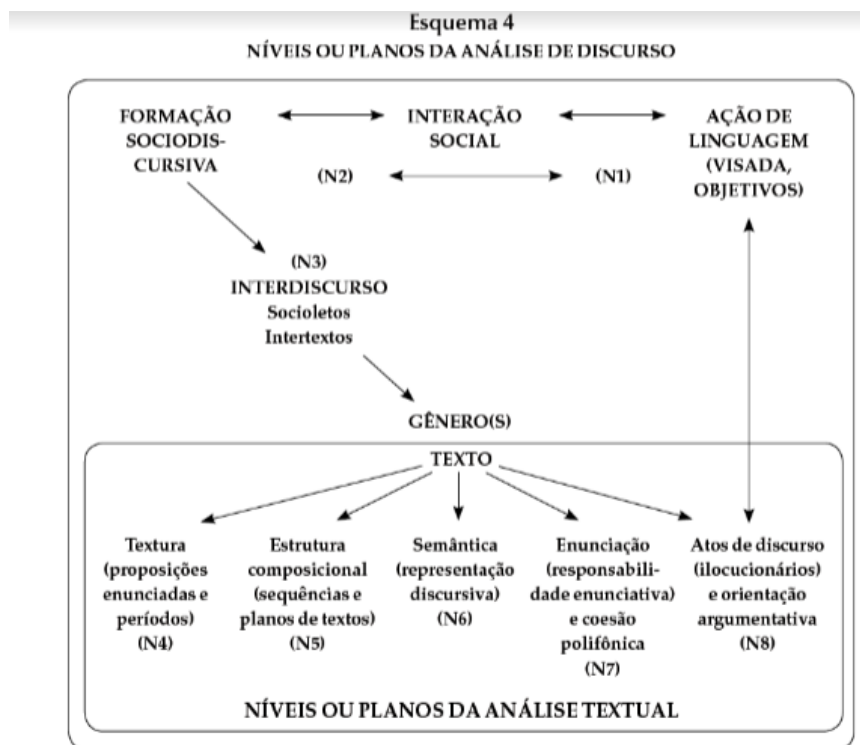 Esquema 4
NÍVEIS OU PLANOS DA ANÁLISE DE DISCURSO
FORMAÇÃO
SOCIODIS-
CURSIVA
INTERAÇÃO
SOCIAL
AÇÃO DE
LINGUAGEM
(VISADA,
OBJETIVOS)
(N2)
(N1)
(N3)
INTERDISCURSO
Socioletos
Intertextos
GÊNERO(S)
TEXTO
Textura
(proposições
enunciadas e
períodos)
(N4)
Estrutura
composicional
(sequências e
planos de textos)
(N5)
Semântica
(representação
discursiva)
(N6)
Enunciação
(responsabili-
dade enunciativa)
e coesão
polifônica
(N7)
Atos de discurso
(ilocucionários)
e orientação
argumentativa
(N8)
NÍVEIS OU PLANOS DA ANÁLISE TEXTUAL